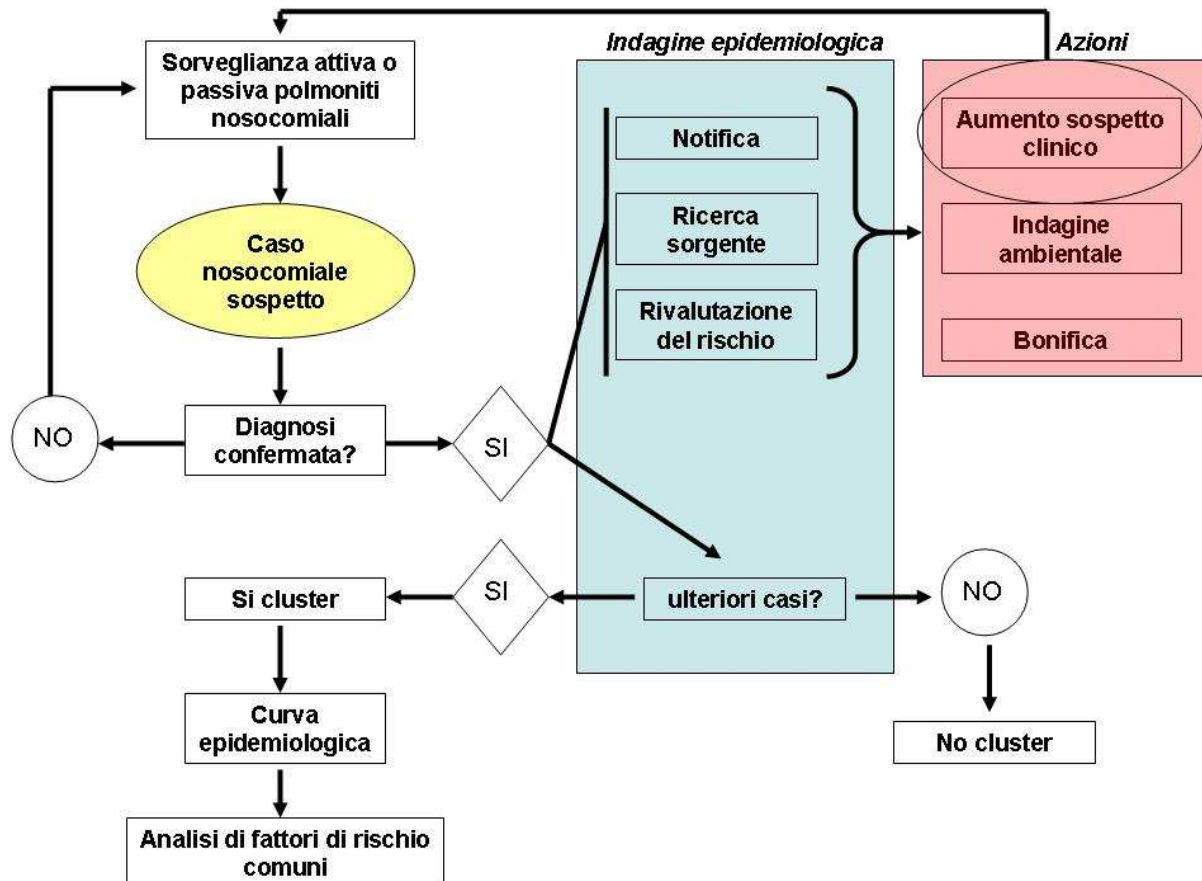 Indagine epidemiologica
Azioni
Sorveglianza attiva o
passiva polmoniti
nosocomiali
Notifica
Aumento sospetto
clinico
Caso
nosocomiale
sospetto
Ricerca
sorgente
Indagine
ambientale
Rivalutazione
del rischio
Bonifica
NO
Diagnosi
confermata?
SI
Si cluster
SI
ulteriori casi?
NO
Curva
epidemiologica
No cluster
Analisi di fattori di rischio
comuni